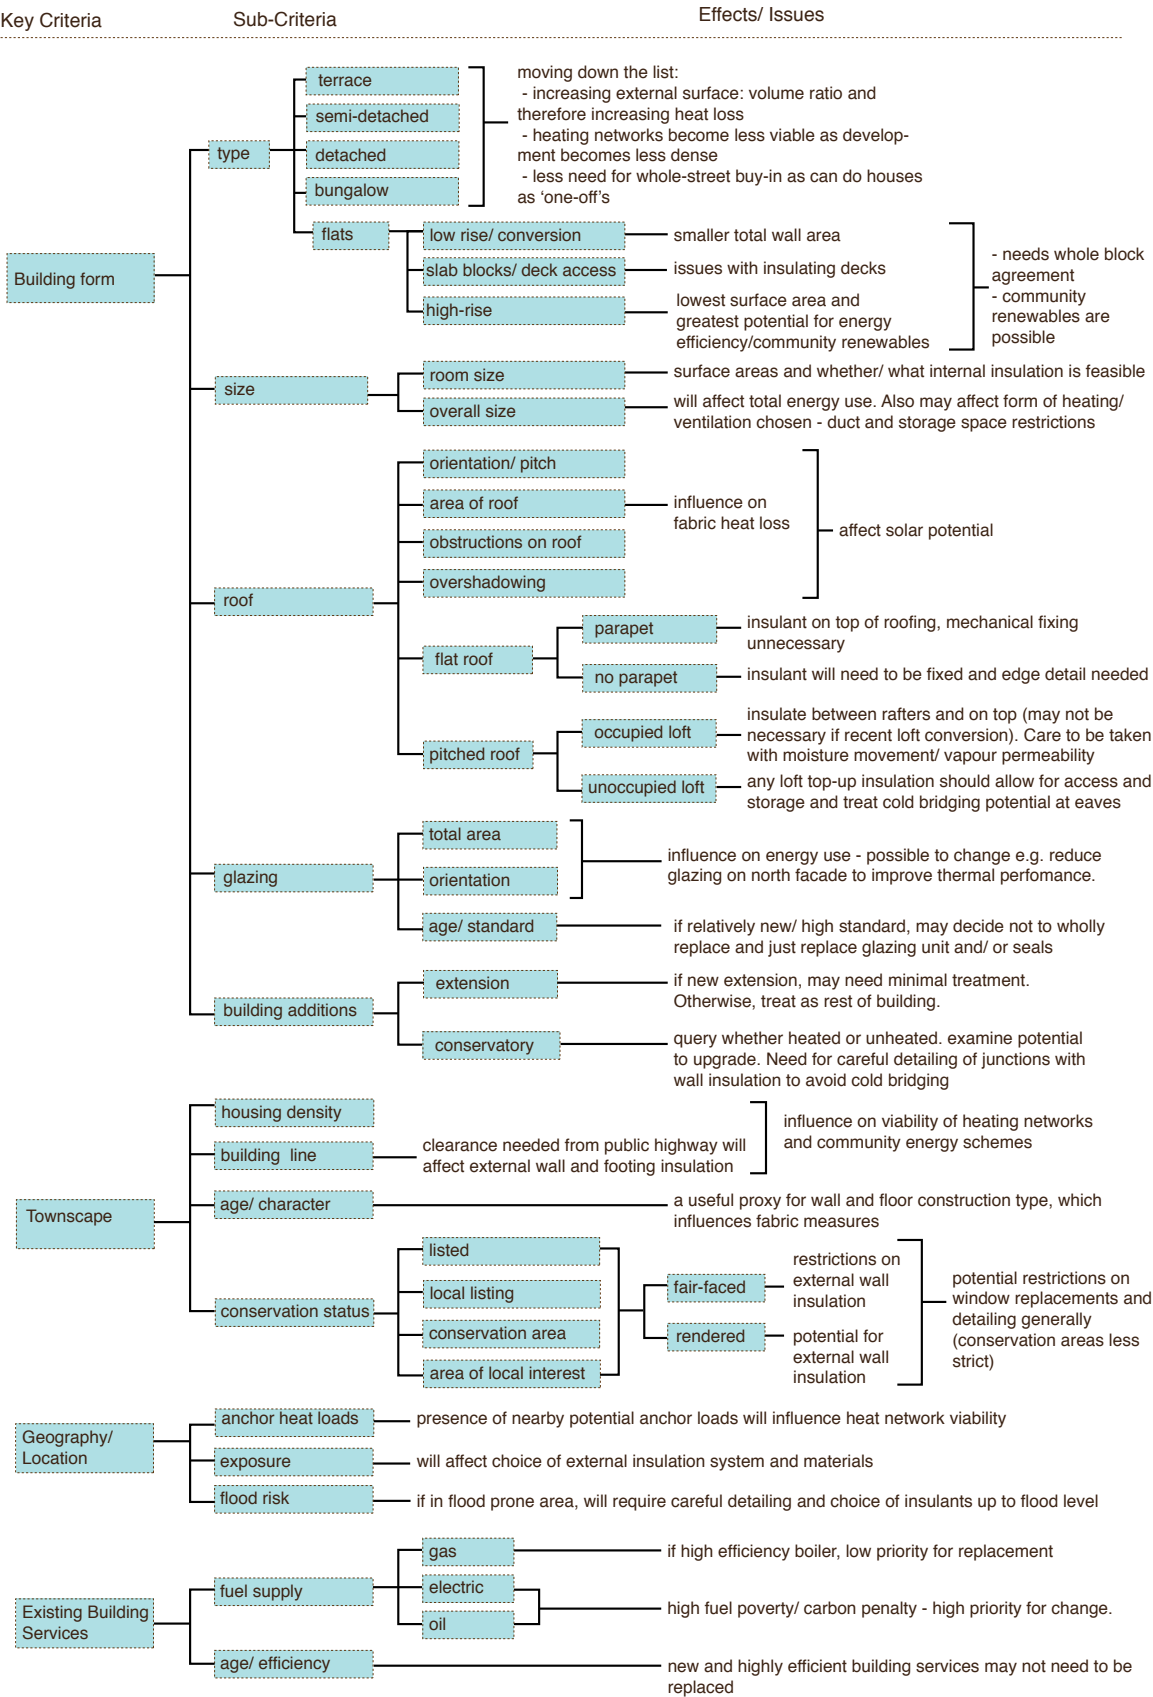 Key Criteria
Sub-Criteria
Effects/ Issues
Building form
type
terrace
semi-detached
detached
bungalow
moving down the list:
- increasing external surface: volume ratio and
therefore increasing heat loss
- heating networks become less viable as develop-
ment becomes less dense
- less need for whole-street buy-in as can do houses
as ‘one-off’s
flats
low rise/ conversion
smaller total wall area
slab blocks/ deck access
issues with insulating decks
high-rise
lowest surface area and
greatest potential for energy
efficiency/community renewables
- needs whole block
agreement
- community
renewables are
possible
size
room size
surface areas and whether/ what internal insulation is feasible
overall size
will affect total energy use. Also may affect form of heating/
ventilation chosen - duct and storage space restrictions
roof
orientation/ pitch
area of roof
influence on
fabric heat loss
obstructions on roof
overshadowing
affect solar potential
flat roof
parapet
insulant on top of roofing, mechanical fixing
unnecessary
no parapet
insulant will need to be fixed and edge detail needed
pitched roof
occupied loft
insulate between rafters and on top (may not be
necessary if recent loft conversion). Care to be taken
with moisture movement/ vapour permeability
unoccupied loft
any loft top-up insulation should allow for access and
storage and treat cold bridging potential at eaves
glazing
total area
orientation
influence on energy use - possible to change e.g. reduce
glazing on north facade to improve thermal perfomance.
age/ standard
if relatively new/ high standard, may decide not to wholly
replace and just replace glazing unit and/ or seals
building additions
extension
if new extension, may need minimal treatment.
Otherwise, treat as rest of building.
conservatory
query whether heated or unheated. examine potential
to upgrade. Need for careful detailing of junctions with
wall insulation to avoid cold bridging
Townscape
housing density
building line
clearance needed from public highway will
affect external wall and footing insulation
influence on viability of heating networks
and community energy schemes
age/ character
a useful proxy for wall and floor construction type, which
influences fabric measures
conservation status
listed
local listing
conservation area
area of local interest
fair-faced
restrictions on
external wall
insulation
rendered
potential for
external wall
insulation
potential restrictions on
window replacements and
detailing generally
(conservation areas less
strict)
Geography/
Location
anchor heat loads
presence of nearby potential anchor loads will influence heat network viability
exposure
will affect choice of external insulation system and materials
flood risk
if in flood prone area, will require careful detailing and choice of insulants up to flood level
Existing Building
Services
fuel supply
gas
if high efficiency boiler, low priority for replacement
electric
oil
high fuel poverty/ carbon penalty - high priority for change.
age/ efficiency
new and highly efficient building services may not need to be
replaced